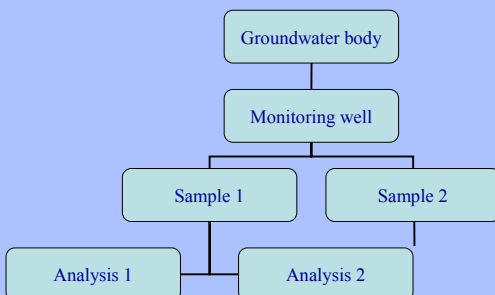 Groundwater body
Monitoring well
Sample 1
Sample 2
Analysis 1
Analysis 2